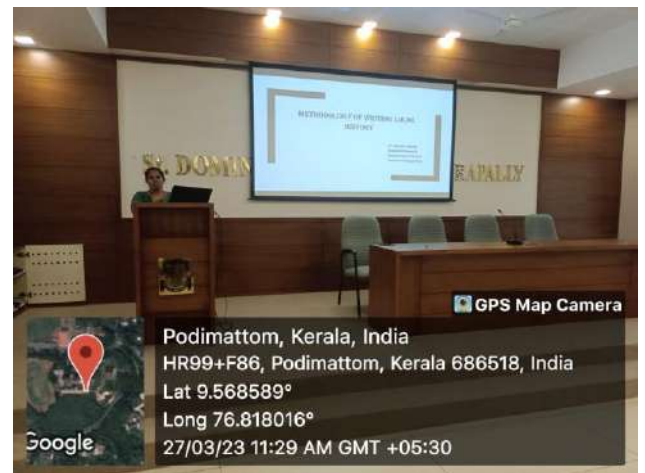 METHODOLOGY OF WRITING LOCAL
HISTORY
St. DOMIN
EAPALLY
GPS Map Camera
Podimattom, Kerala, India
HR99+F86, Podimattom, Kerala 686518, India
Lat 9.568589°
Long 76.818016°
27/03/23 11:29 AM GMT +05:30
Google